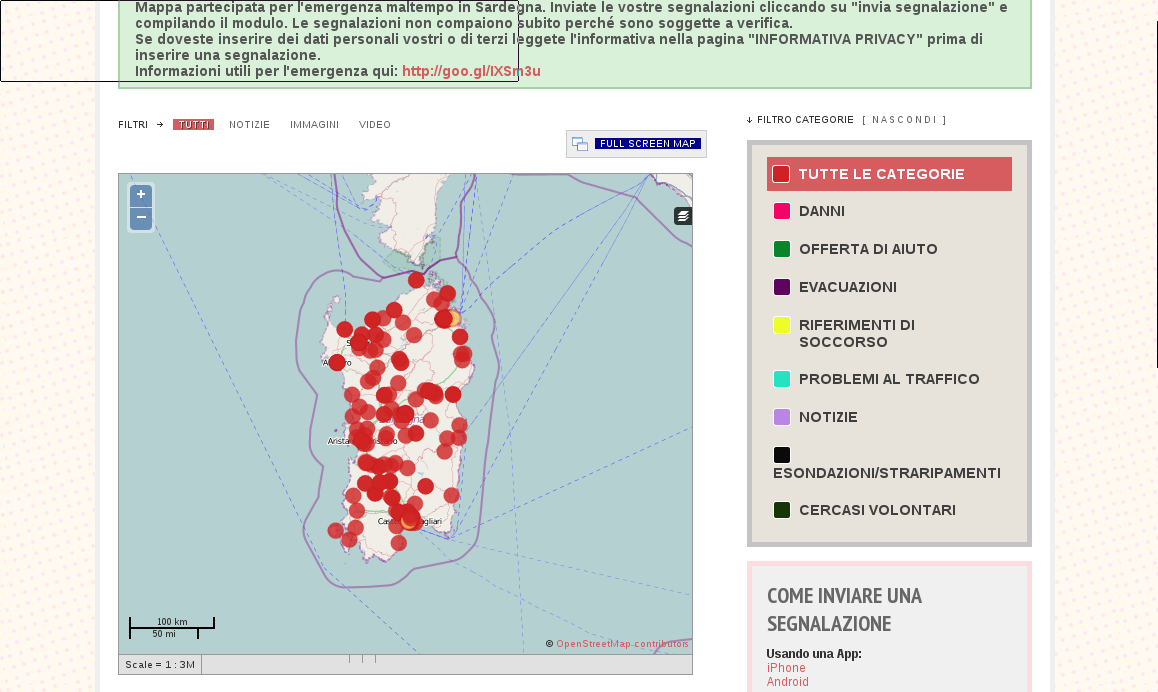 Mappa partecipata per l'emergenza maltempo in Sardegna. Inviate le vostre segnalazioni cliccando su "invia segnalazione" e
compilando il modulo. Le segnalazioni non compaiono subito perché sono soggette a verifica.
Se doveste inserire dei dati personali vostri o di terzi leggete l'informativa nella pagina "INFORMATIVA PRIVACY" prima di
inserire una segnalazione.
Informazioni utili per l'emergenza qui: http://goo.gl/IXSm3u
FILTRI → TUTTI NOTIZIE IMMAGINI VIDEO
FULL SCREEN MAP
+
−
100 km
50 mi
© OpenStreetMap contributors
Scale = 1 : 3M
↓ FILTRO CATEGORIE [ NASCONDI ]
TUTTE LE CATEGORIE
DANNI
OFFERTA DI AIUTO
EVACUAZIONI
RIFERIMENTI DI
SOCCORSO
PROBLEMI AL TRAFFICO
NOTIZIE
ESONDAZIONI/STRARIPAMENTI
CERCASI VOLONTARI
COME INVIARE UNA
SEGNALAZIONE
Usando una App:
iPhone
Android